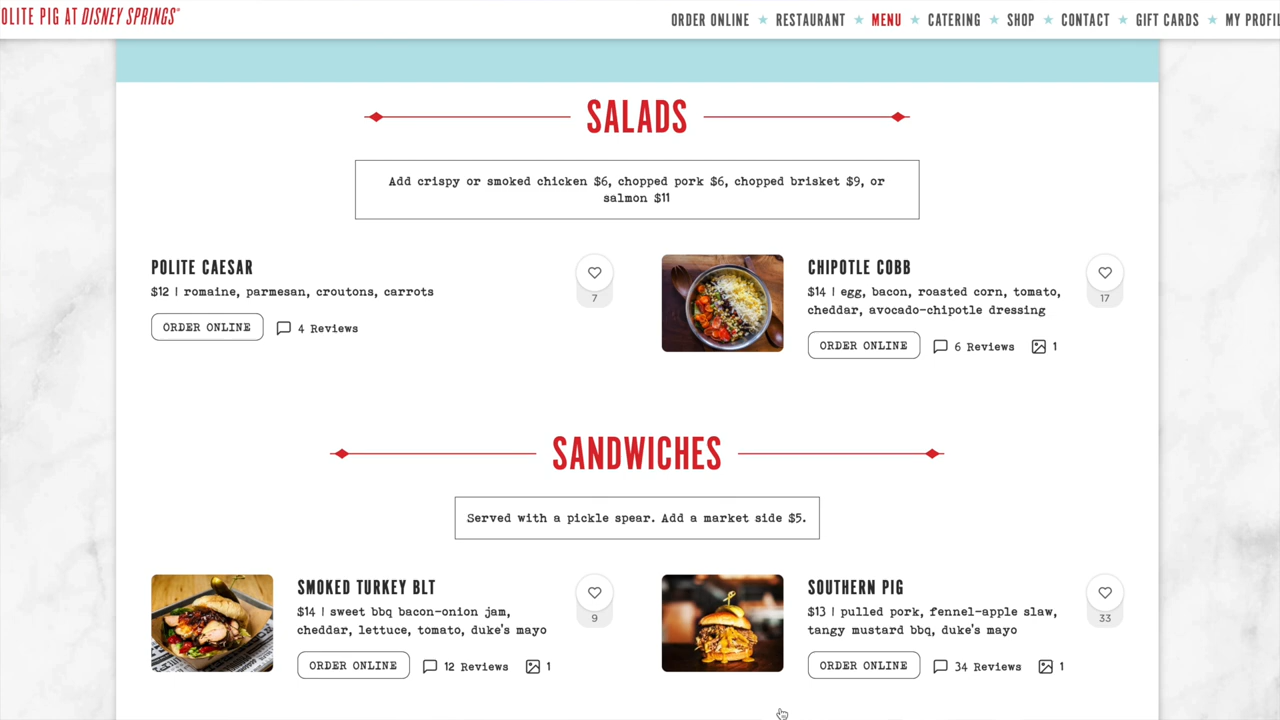 OLITE PIG AT DISNEY SPRINGS®
ORDER ONLINE ★ RESTAURANT ★ MENU ★ CATERING ★ SHOP ★ CONTACT ★ GIFT CARDS ★ MY PROFIL
SALADS
Add crispy or smoked chicken $6, chopped pork $6, chopped brisket $9, or
salmon $11
POLITE CAESAR
$12 | romaine, parmesan, croutons, carrots
7
ORDER ONLINE 4 Reviews
CHIPOTLE COBB
$14 | egg, bacon, roasted corn, tomato,
cheddar, avocado-chipotle dressing
17
ORDER ONLINE 6 Reviews 1
SANDWICHES
Served with a pickle spear. Add a market side $5.
SMOKED TURKEY BLT
$14 | sweet bbq bacon-onion jam,
cheddar, lettuce, tomato, duke's mayo
9
ORDER ONLINE 12 Reviews 1
SOUTHERN PIG
$13 | pulled pork, fennel-apple slaw,
tangy mustard bbq, duke's mayo
33
ORDER ONLINE 34 Reviews 1